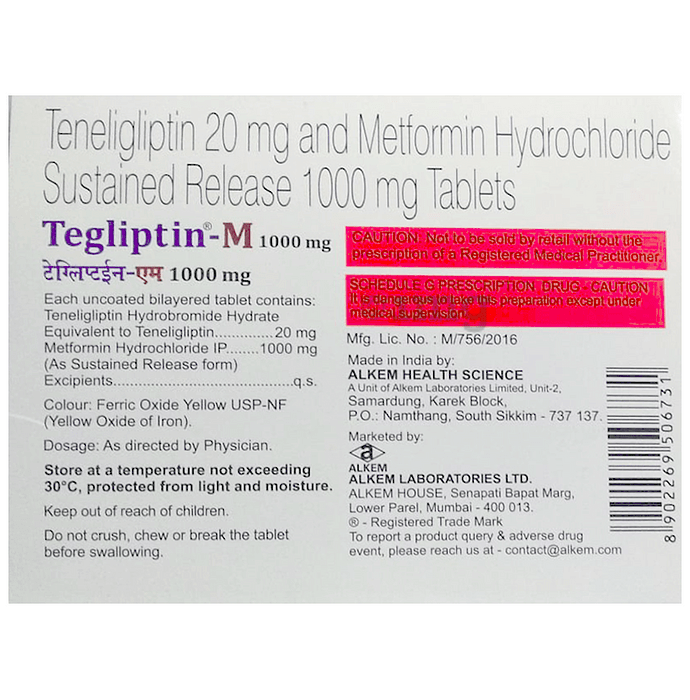 Teneligliptin 20 mg and Metformin Hydrochloride
Sustained Release 1000 mg Tablets
Tegliptin®-M 1000 mg
टेग्लिप्टईन-एम 1000 mg
Each uncoated bilayered tablet contains:
Teneligliptin Hydrobromide Hydrate
Equivalent to Teneligliptin..............20 mg
Metformin Hydrochloride IP........1000 mg
(As Sustained Release form)
Excipients..........................................q.s.
Colour: Ferric Oxide Yellow USP-NF
(Yellow Oxide of Iron).
Dosage: As directed by Physician.
Store at a temperature not exceeding
30°C, protected from light and moisture.
Keep out of reach of children.
Do not crush, chew or break the tablet
before swallowing.
CAUTION: Not to be sold by retail without the
prescription of a Registered Medical Practitioner.
SCHEDULE G PRESCRIPTION DRUG - CAUTION
It is dangerous to take this preparation except under
medical supervision
Mfg. Lic. No. : M/756/2016
Made in India by:
ALKEM HEALTH SCIENCE
A Unit of Alkem Laboratories Limited, Unit-2,
Samardung, Karek Block,
P.O.: Namthang, South Sikkim - 737 137.
Marketed by:
a
ALKEM
ALKEM LABORATORIES LTD.
ALKEM HOUSE, Senapati Bapat Marg,
Lower Parel, Mumbai - 400 013.
® - Registered Trade Mark
To report a product query & adverse drug
event, please reach us at - contact@alkem.com
8 902269 506731